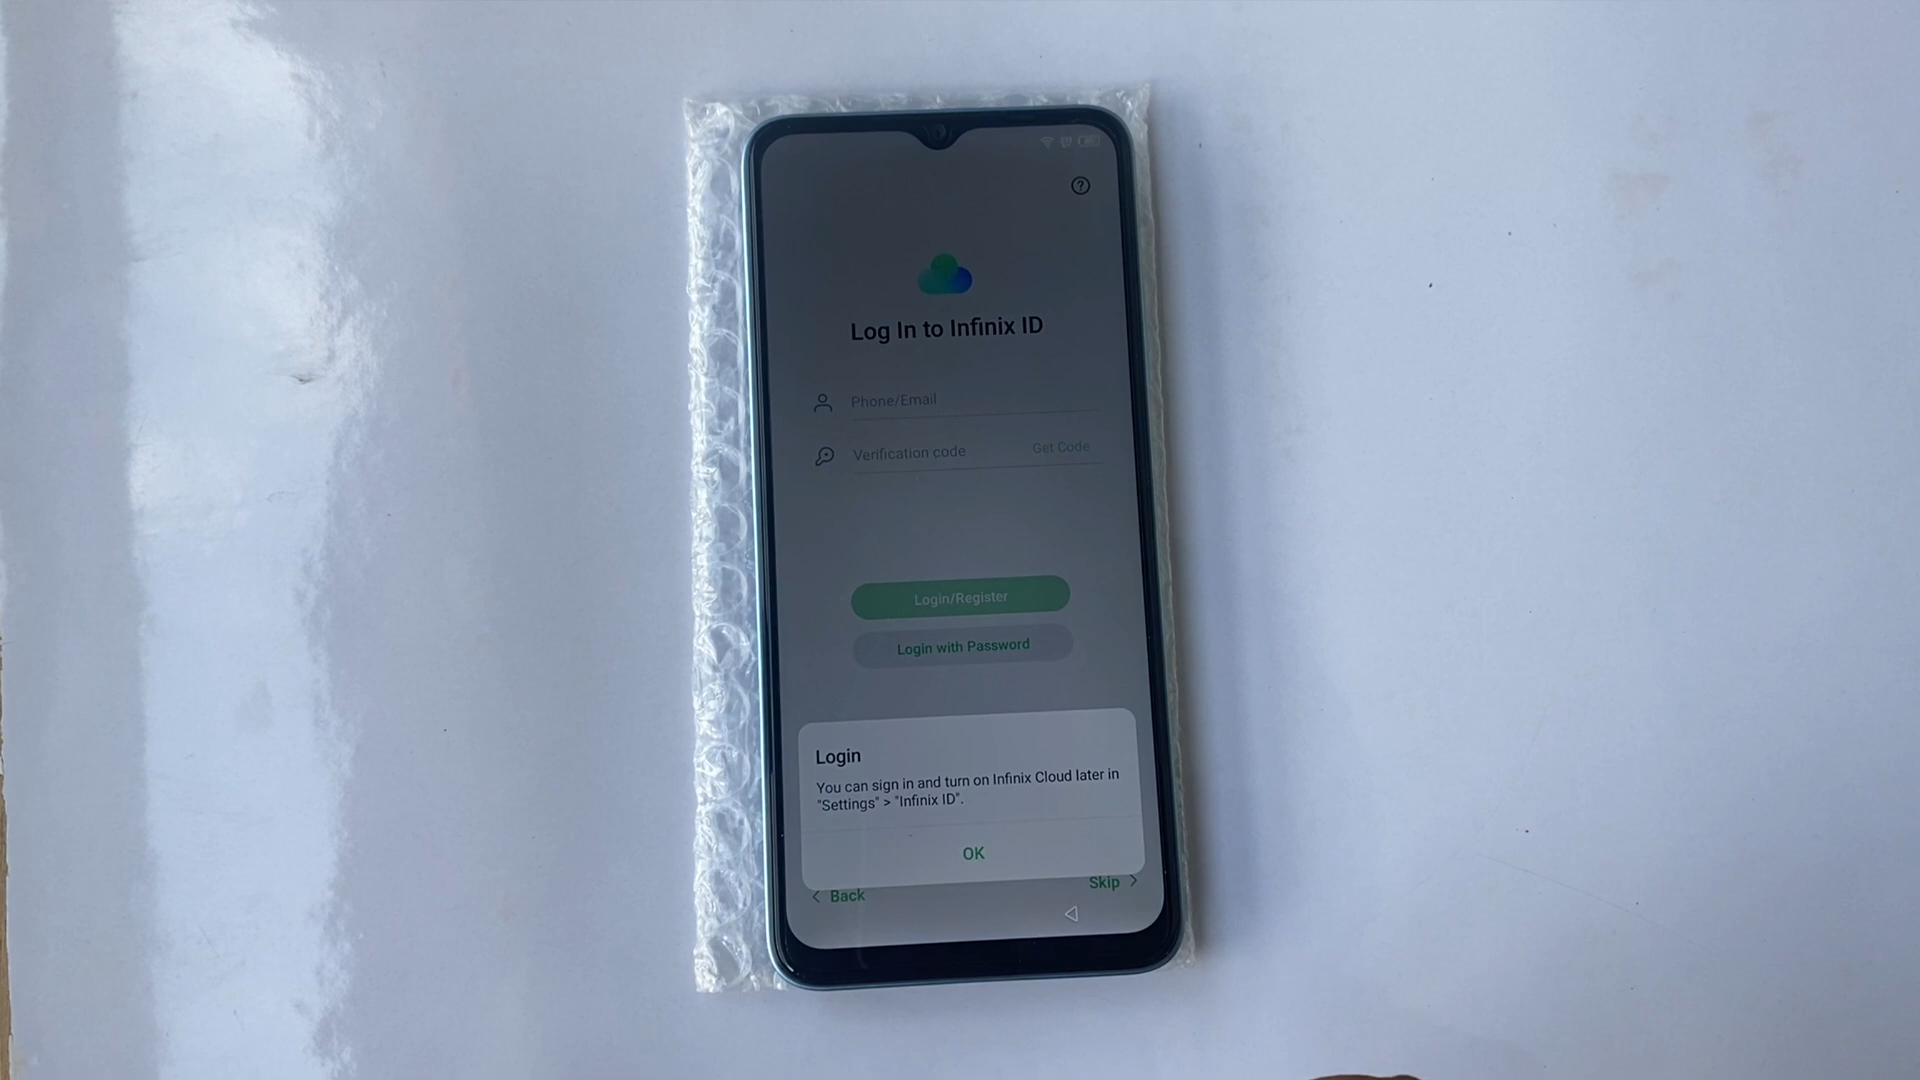 Log In to Infinix ID
Phone/Email
Verification code Get Code
Login/Register
Login with Password
Login
You can sign in and turn on Infinix Cloud later in
"Settings" > "Infinix ID".
OK
< Back Skip >